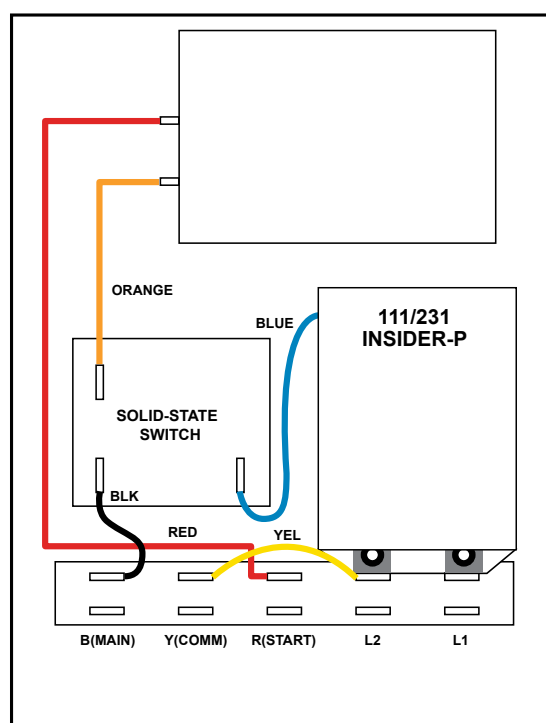 ORANGE
BLUE
111/231
INSIDER-P
SOLID-STATE
SWITCH
BLK
RED
YEL
B(MAIN) Y(COMM) R(START) L2 L1